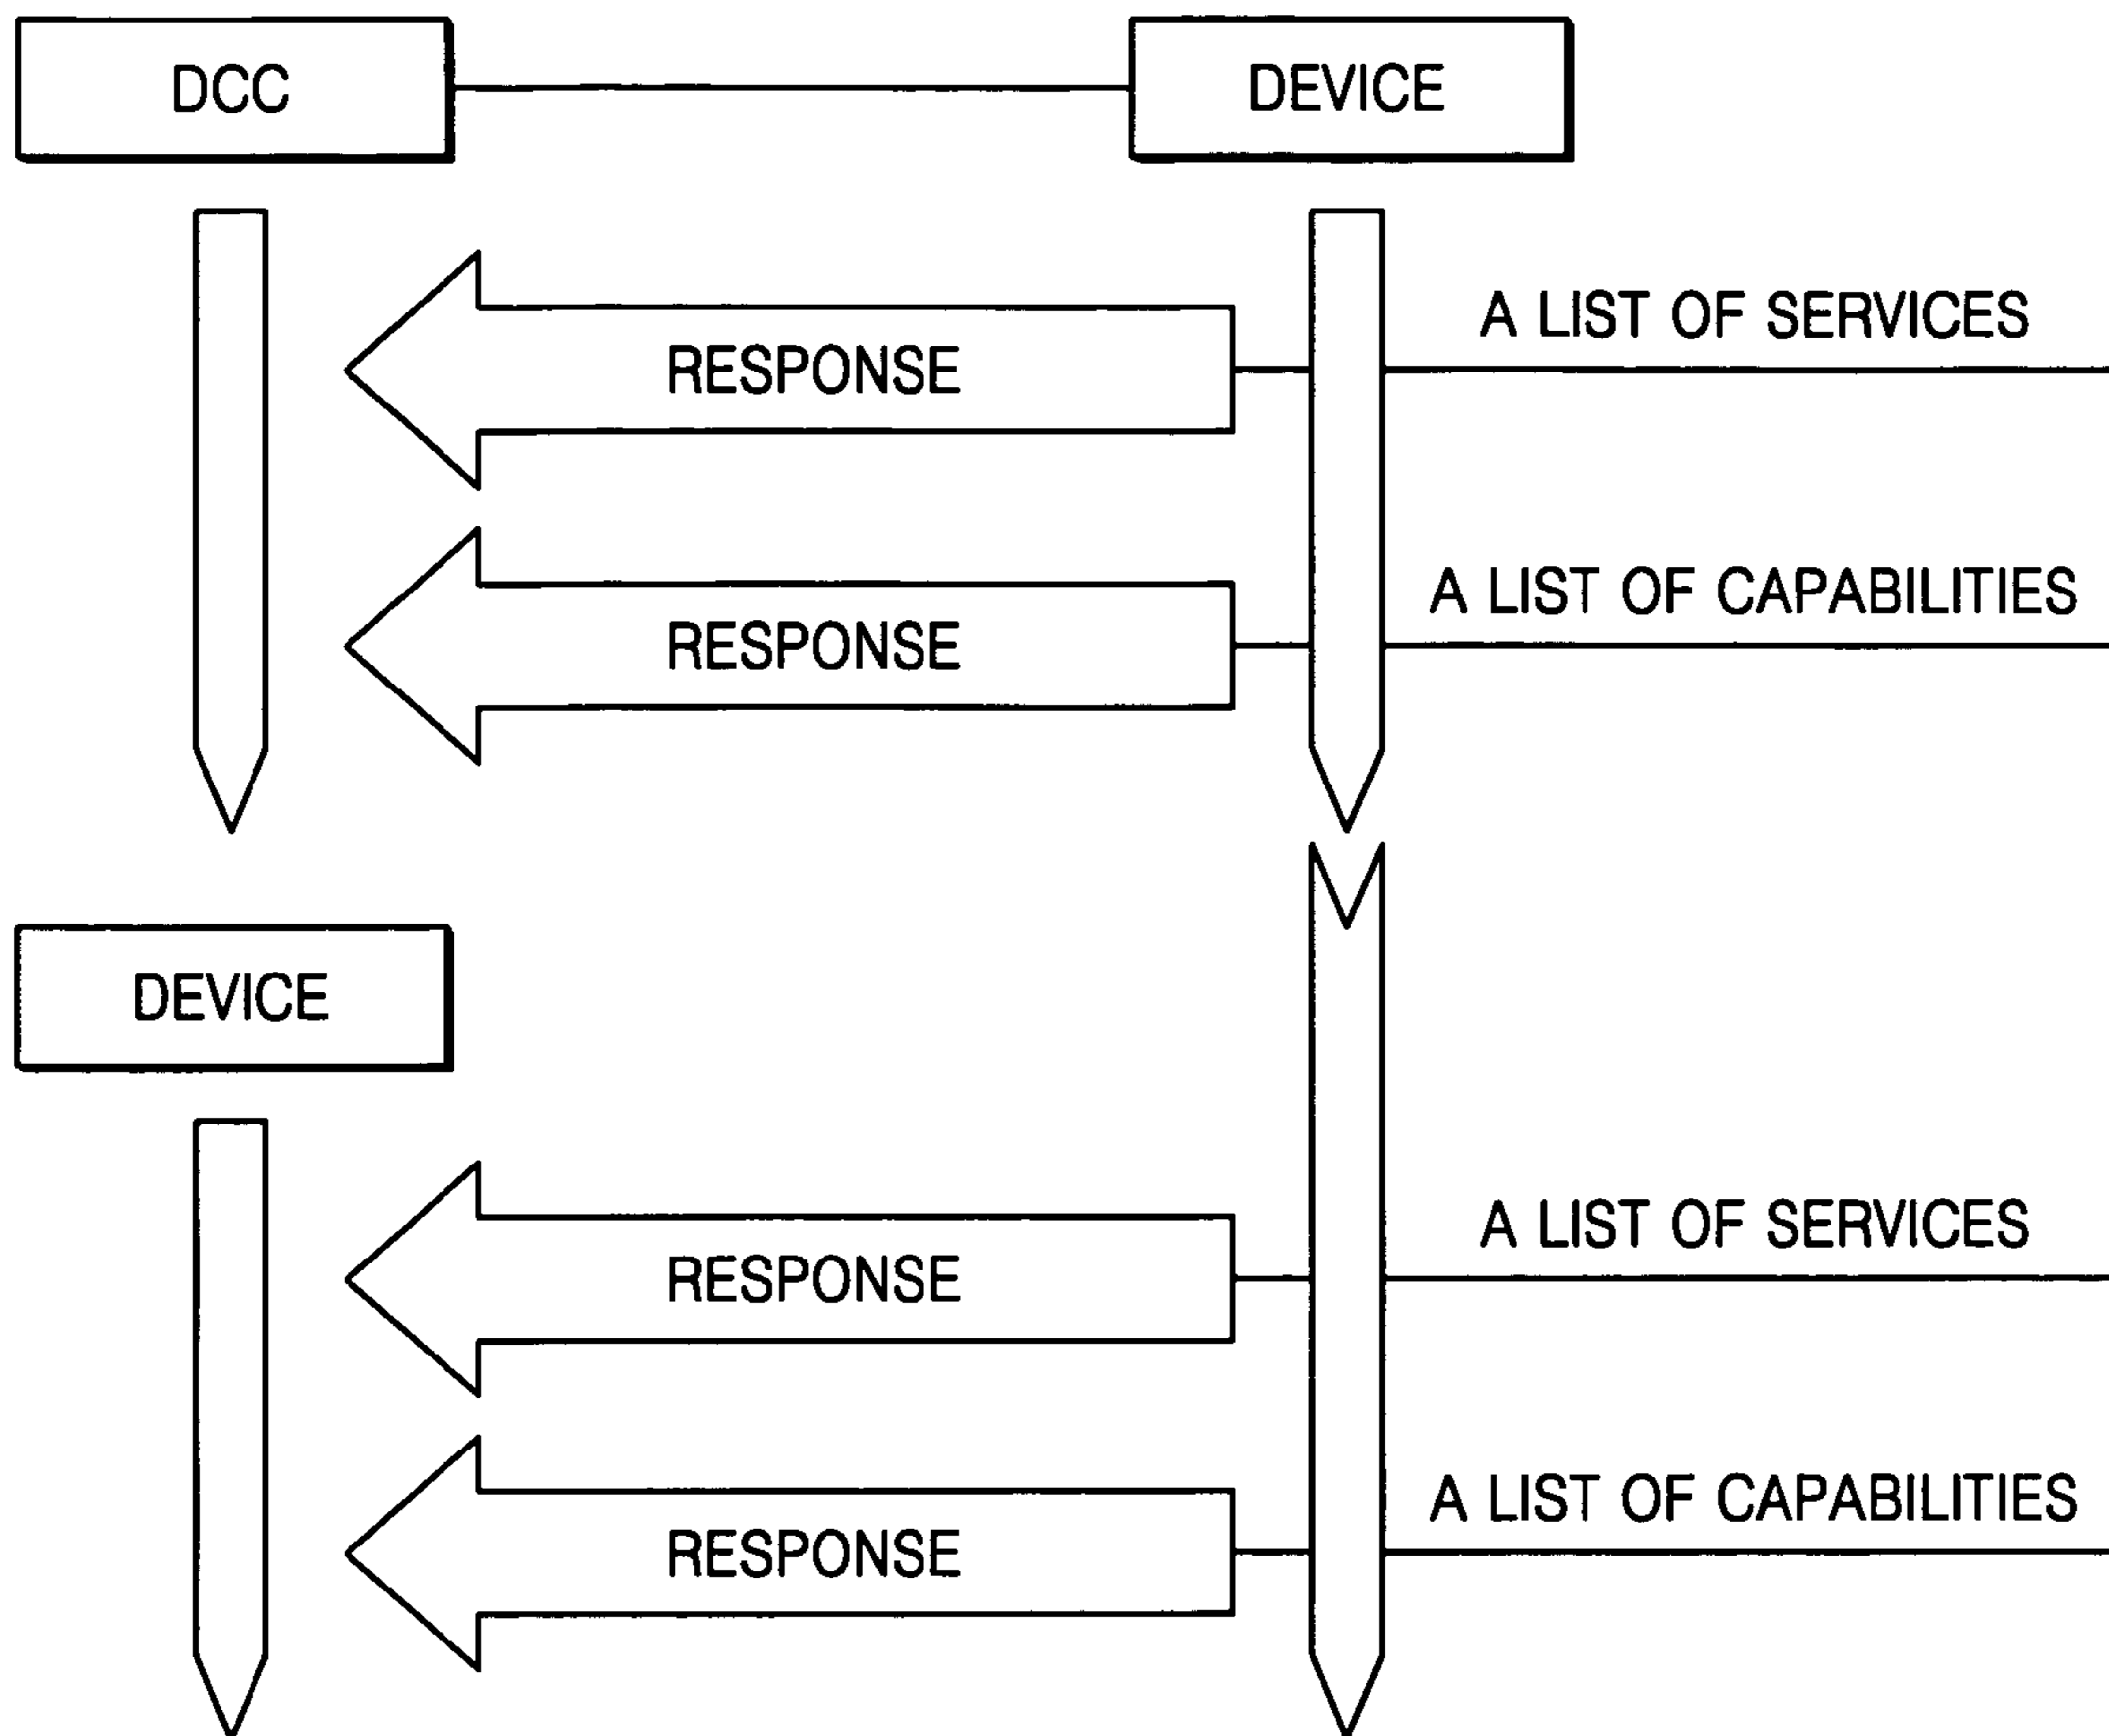 DCC
DEVICE
A LIST OF SERVICES
RESPONSE
A LIST OF CAPABILITIES
RESPONSE
DEVICE
A LIST OF SERVICES
RESPONSE
A LIST OF CAPABILITIES
RESPONSE